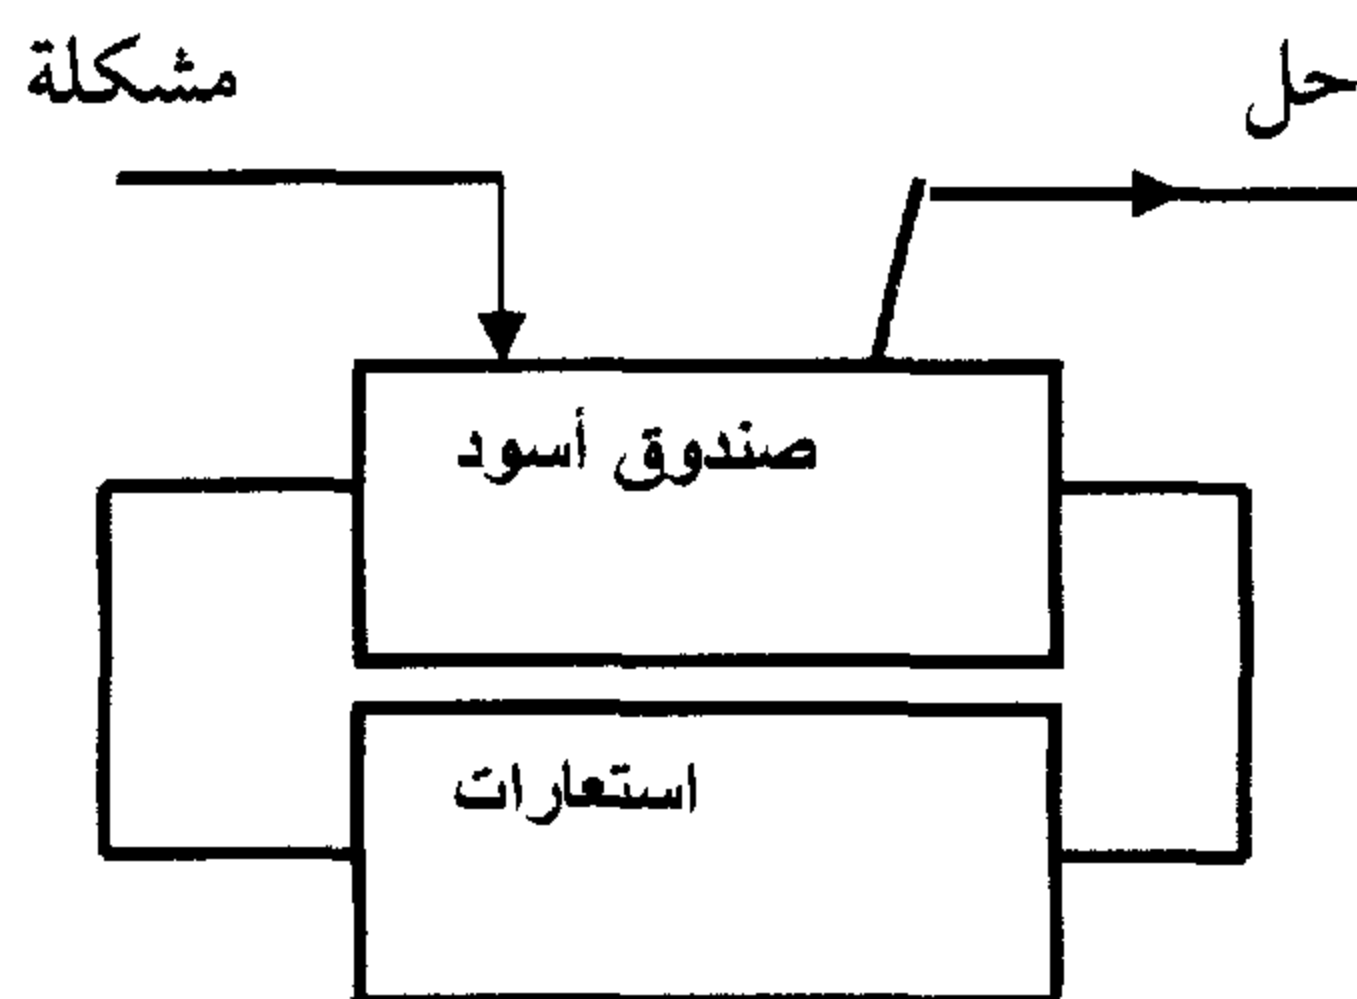 مشكلة
حل
صندوق أسود
استعارات